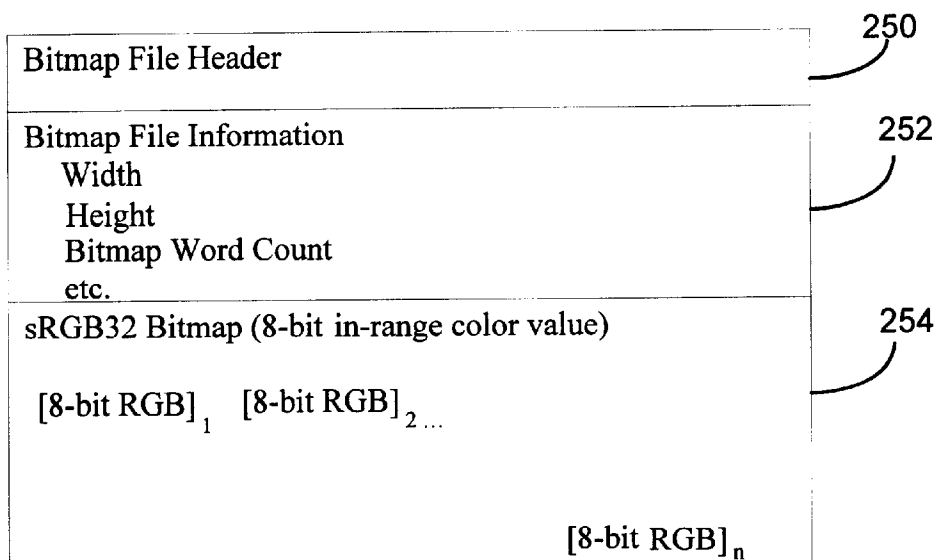 250
Bitmap File Header
252
Bitmap File Information
Width
Height
Bitmap Word Count
etc.
254
sRGB32 Bitmap (8-bit in-range color value)
[8-bit RGB] 1 [8-bit RGB] 2 ...
[8-bit RGB] n